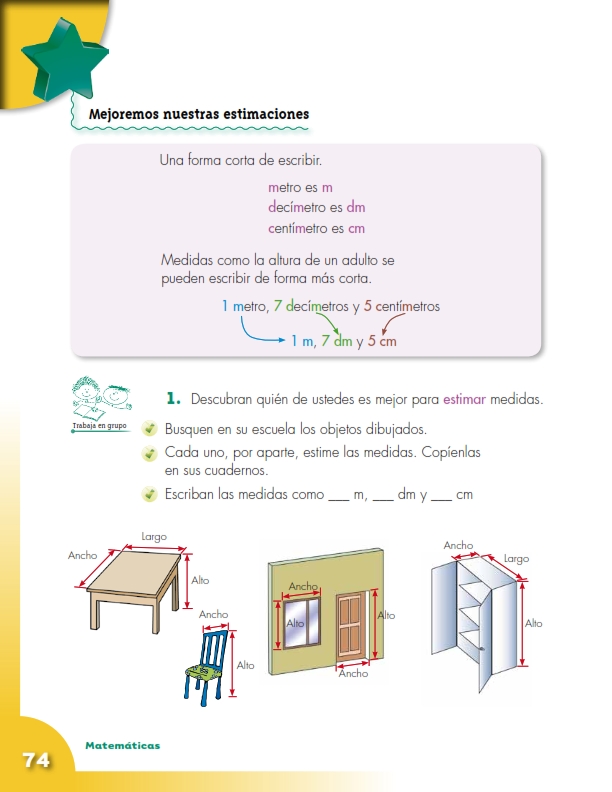 Mejoremos nuestras estimaciones
Una forma corta de escribir.
metro es m
decímetro es dm
centímetro es cm
Medidas como la altura de un adulto se
pueden escribir de forma más corta.
1 metro, 7 decímetros y 5 centímetros
1 m, 7 dm y 5 cm
Trabaja en grupo
1. Descubran quién de ustedes es mejor para estimar medidas.
Busquen en su escuela los objetos dibujados.
Cada uno, por aparte, estime las medidas. Copíenlas
en sus cuadernos.
Escriban las medidas como ___ m, ___ dm y ___ cm
Largo
Ancho
Alto
Ancho
Alto
Ancho
Alto
Alto
Ancho
Ancho
Largo
Alto
Matemáticas
74